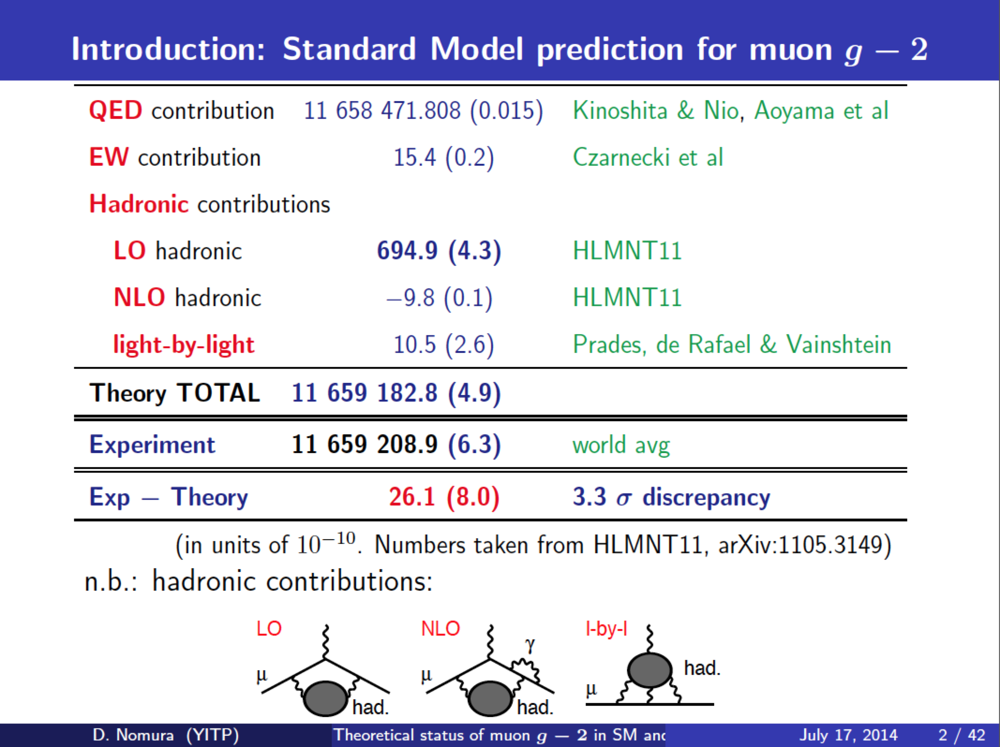 Introduction: Standard Model prediction for muon g − 2
QED contribution 11 658 471.808 (0.015) Kinoshita & Nio, Aoyama et al
EW contribution 15.4 (0.2) Czarnecki et al
Hadronic contributions
LO hadronic 694.9 (4.3) HLMNT11
NLO hadronic −9.8 (0.1) HLMNT11
light-by-light 10.5 (2.6) Prades, de Rafael & Vainshtein
Theory TOTAL 11 659 182.8 (4.9)
Experiment 11 659 208.9 (6.3) world avg
Exp − Theory 26.1 (8.0) 3.3 σ discrepancy
(in units of 10⁻¹⁰. Numbers taken from HLMNT11, arXiv:1105.3149)
n.b.: hadronic contributions:
LO μ had.
NLO μ γ had.
l-by-l μ had.
D. Nomura (YITP) Theoretical status of muon g − 2 in SM and July 17, 2014 2 / 42